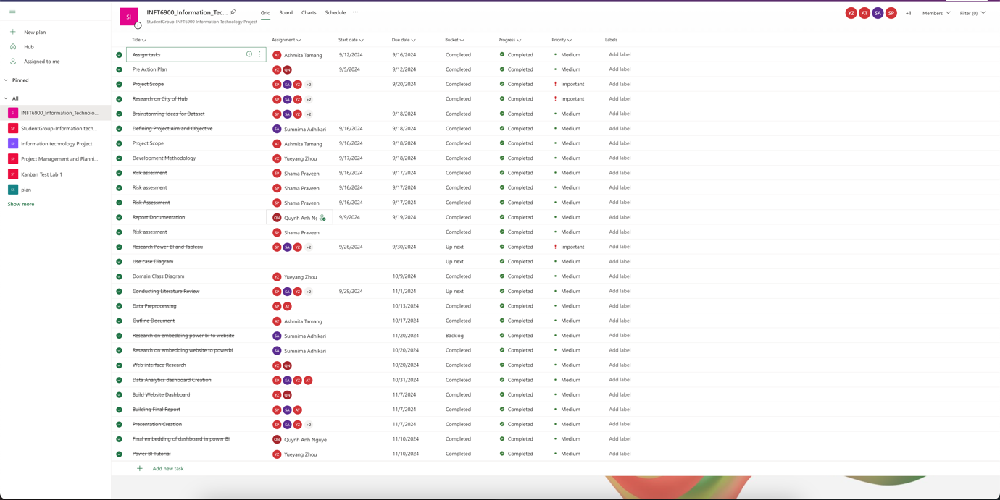 SI
INFT6900_Information_Tec...
StudentGroup-INFT6900 Information Technology Project
Grid Board Charts Schedule ...
YZ AT SA SP +1 Members Filter (0)
New plan
Hub
Assigned to me
Pinned
All
SI INFT6900_Information_Technolo...
SP StudentGroup-Information tech...
SP Information technology Project
SP Project Management and Planni...
ST Kanban Test Lab 1
plan
Show more
Title Assignment Start date Due date Bucket Progress Priority Labels
Assign tasks AT Ashmita Tamang 9/12/2024 9/16/2024 Completed Completed Medium Add label
Pre Action Plan YZ QN 9/5/2024 9/12/2024 Completed Completed Medium Add label
Project Scope SP SA YZ +2 9/20/2024 Completed Completed Important Add label
Research on City of Hub SP SA YZ +2 Completed Completed Important Add label
Brainstorming Ideas for Dataset SP SA YZ +2 9/18/2024 Completed Completed Medium Add label
Defining Project Aim and Objective SA Sumnima Adhikari 9/16/2024 9/18/2024 Completed Completed Medium Add label
Project Scope AT Ashmita Tamang 9/16/2024 9/18/2024 Completed Completed Medium Add label
Development Methodology YZ Yueyang Zhou 9/17/2024 9/18/2024 Completed Completed Medium Add label
Risk assesment SP Shama Praveen 9/16/2024 9/17/2024 Completed Completed Medium Add label
Risk assesment SP Shama Praveen 9/16/2024 9/17/2024 Completed Completed Medium Add label
Risk Assessment SP Shama Praveen 9/16/2024 9/17/2024 Completed Completed Medium Add label
Report Documentation QN Quynh Anh 9/9/2024 9/19/2024 Completed Completed Medium Add label
Risk assesment SP Shama Praveen Completed Completed Medium Add label
Research Power BI and Tableau SP SA YZ +2 9/26/2024 9/30/2024 Up next Completed Important Add label
Use case Diagram Up next Completed Medium Add label
Domain Class Diagram YZ Yueyang Zhou 10/9/2024 Completed Completed Medium Add label
Conducting Literature Review SP SA YZ +2 9/29/2024 11/1/2024 Up next Completed Medium Add label
Data Preprocessing SP AT 10/13/2024 Completed Completed Medium Add label
Outline Document AT Ashmita Tamang 10/17/2024 Completed Completed Medium Add label
Research on embedding power bi to website SA Sumnima Adhikari 11/20/2024 Backlog Completed Medium Add label
Research on embedding website to powerbi SA Sumnima Adhikari 10/20/2024 Completed Completed Medium Add label
Web interface Research YZ QN 10/20/2024 Completed Completed Medium Add label
Data Analytics dashboard Creation SP SA YZ AT 10/31/2024 Completed Completed Medium Add label
Build Website Dashboard YZ QN 11/7/2024 Completed Completed Medium Add label
Building Final Report SP SA AT 11/7/2024 Completed Completed Medium Add label
Presentation Creation SP SA YZ +2 11/7/2024 Completed Completed Medium Add label
Final embedding of dashboard in power BI QN Quynh Anh Nguye 11/10/2024 Completed Completed Medium Add label
Power BI Tutorial YZ Yueyang Zhou 11/10/2024 Completed Completed Medium Add label
Add new task